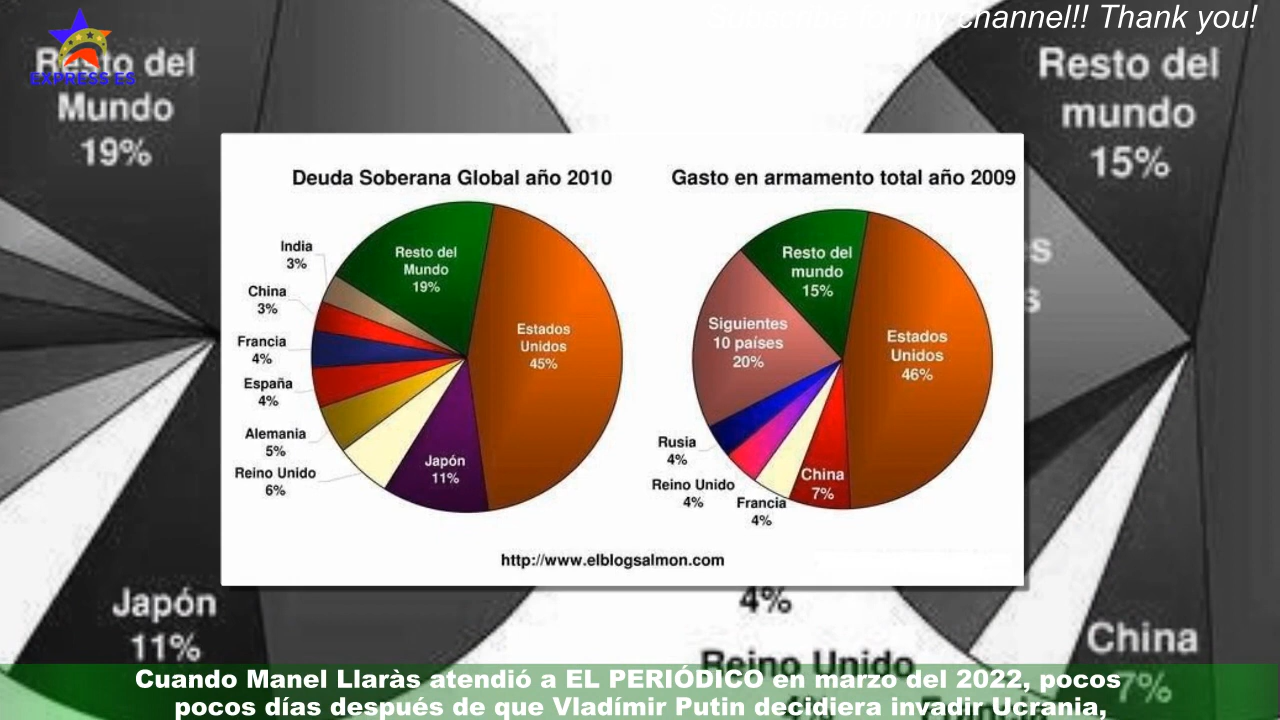 Subscribe for my channel!! Thank you!
EXPRESS ES
Resto del
Mundo
19%
Resto del
mundo
15%
Deuda Soberana Global año 2010
Gasto en armamento total año 2009
India
3%
China
3%
Francia
4%
España
4%
Alemania
5%
Reino Unido
6%
Resto del
Mundo
19%
Estados
Unidos
45%
Japón
11%
Siguientes
10 países
20%
Resto del
mundo
15%
Estados
Unidos
46%
Rusia
4%
Reino Unido
4%
Francia
4%
China
7%
http://www.elblogsalmon.com
Japón
11%
4%
Reino Unido
China
7%
Cuando Manel Llaràs atendió a EL PERIÓDICO en marzo del 2022, pocos
pocos días después de que Vladímir Putin decidiera invadir Ucrania,